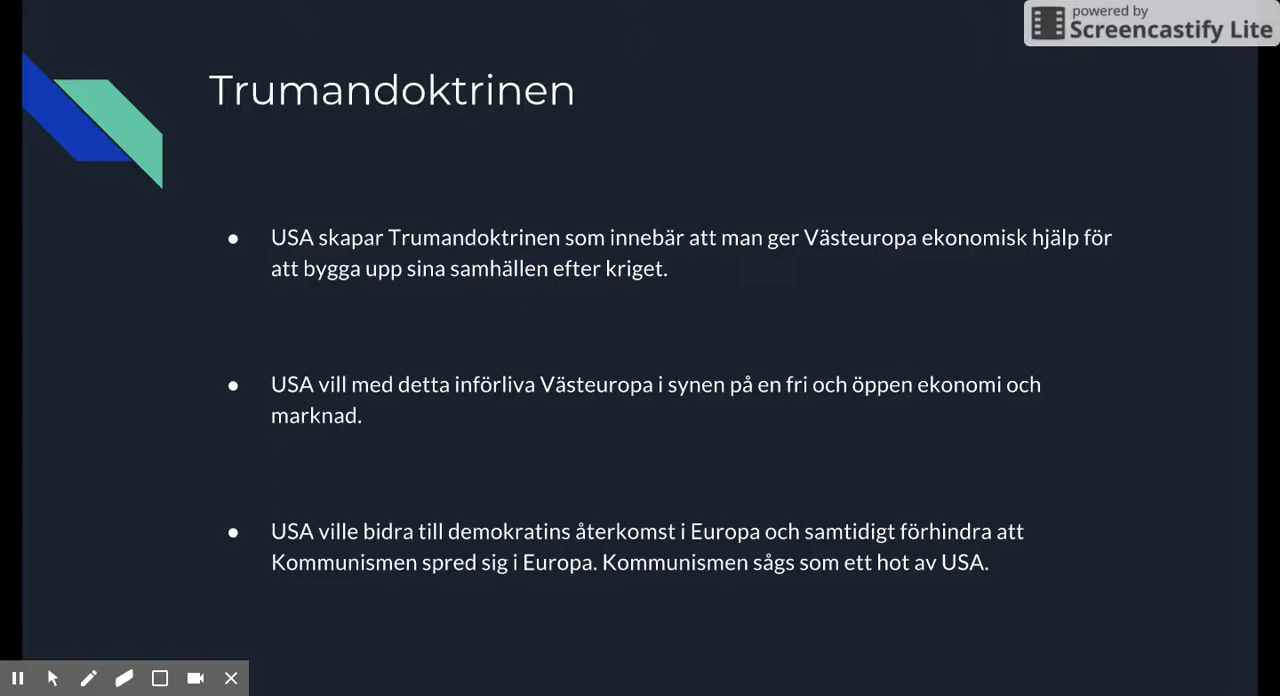 powered by
Screencastify Lite
Trumandoktrinen
● USA skapar Trumandoktrinen som innebär att man ger Västeuropa ekonomisk hjälp för
att bygga upp sina samhällen efter kriget.
● USA vill med detta införliva Västeuropa i synen på en fri och öppen ekonomi och
marknad.
● USA ville bidra till demokratins återkomst i Europa och samtidigt förhindra att
Kommunismen spred sig i Europa. Kommunismen sågs som ett hot av USA.